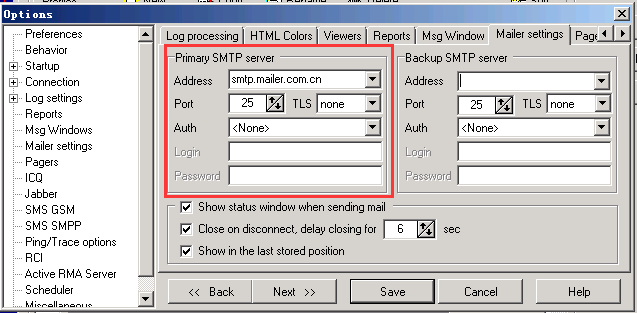 Options
Preferences
Behavior
Startup
Connection
Log settings
Reports
Msg Windows
Mailer settings
Pagers
ICQ
Jabber
SMS GSM
SMS SMPP
Ping/Trace options
RCI
Active RMA Server
Scheduler
Miscellaneous
Log processing HTML Colors Viewers Reports Msg Window Mailer settings Page
Primary SMTP server
Address smtp.mailer.com.cn
Port 25 TLS none
Auth <None>
Login
Password
Backup SMTP server
Address
Port 25 TLS none
Auth <None>
Login
Password
Show status window when sending mail
Close on disconnect, delay closing for 6 sec
Show in the last stored position
<< Back Next >> Save Cancel Help